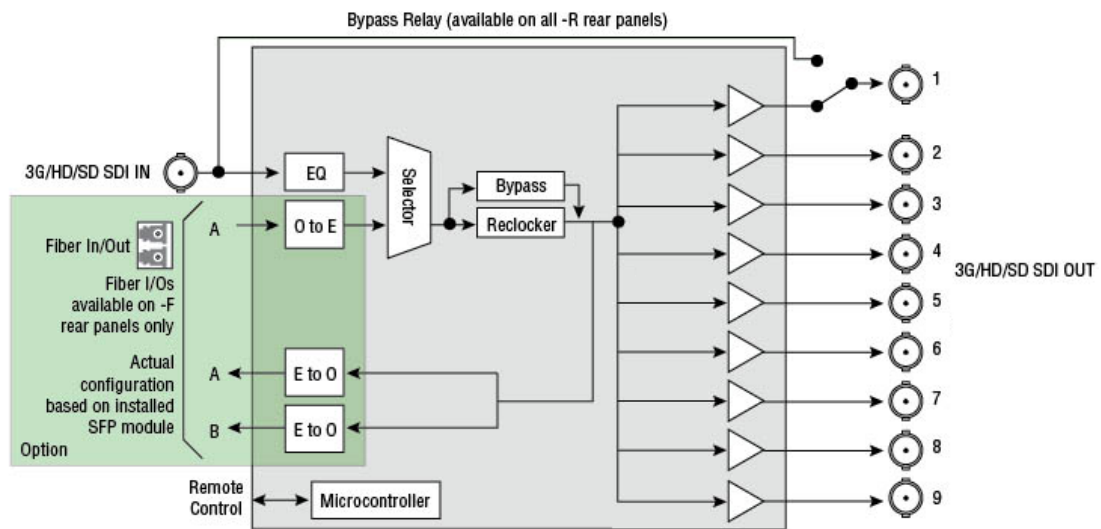 Bypass Relay (available on all -R rear panels)
3G/HD/SD SDI IN
EQ
Selector
Bypass
Reclocker
A
O to E
Fiber In/Out
Fiber I/Os
available on -F
rear panels only
Actual
configuration
based on installed
SFP module
Option
A
E to O
B
E to O
Remote
Control
Microcontroller
1
2
3
4
5
6
7
8
9
3G/HD/SD SDI OUT